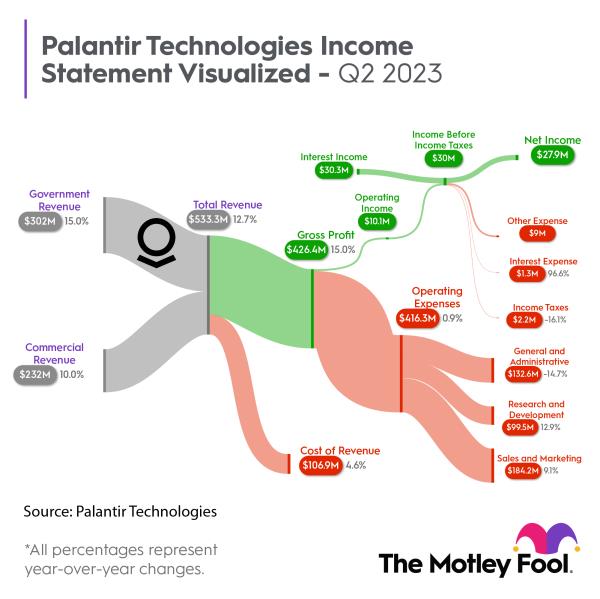 Palantir Technologies Income
Statement Visualized - Q2 2023
Income Before
Income Taxes
$30M
Net Income
$27.9M
Interest Income
$30.3M
Operating
Income
$10.1M
Government
Revenue
$302M 15.0%
Total Revenue
$533.3M 12.7%
Gross Profit
$426.4M 15.0%
Other Expense
$9M
Interest Expense
$1.3M 96.6%
Income Taxes
$2.2M -16.1%
Operating
Expenses
$416.3M 0.9%
Commercial
Revenue
$232M 10.0%
General and
Administrative
$132.6M -14.7%
Research and
Development
$99.5M 12.9%
Cost of Revenue
$106.9M 4.6%
Sales and Marketing
$184.2M 9.1%
Source: Palantir Technologies
*All percentages represent
year-over-year changes.
The Motley Fool.